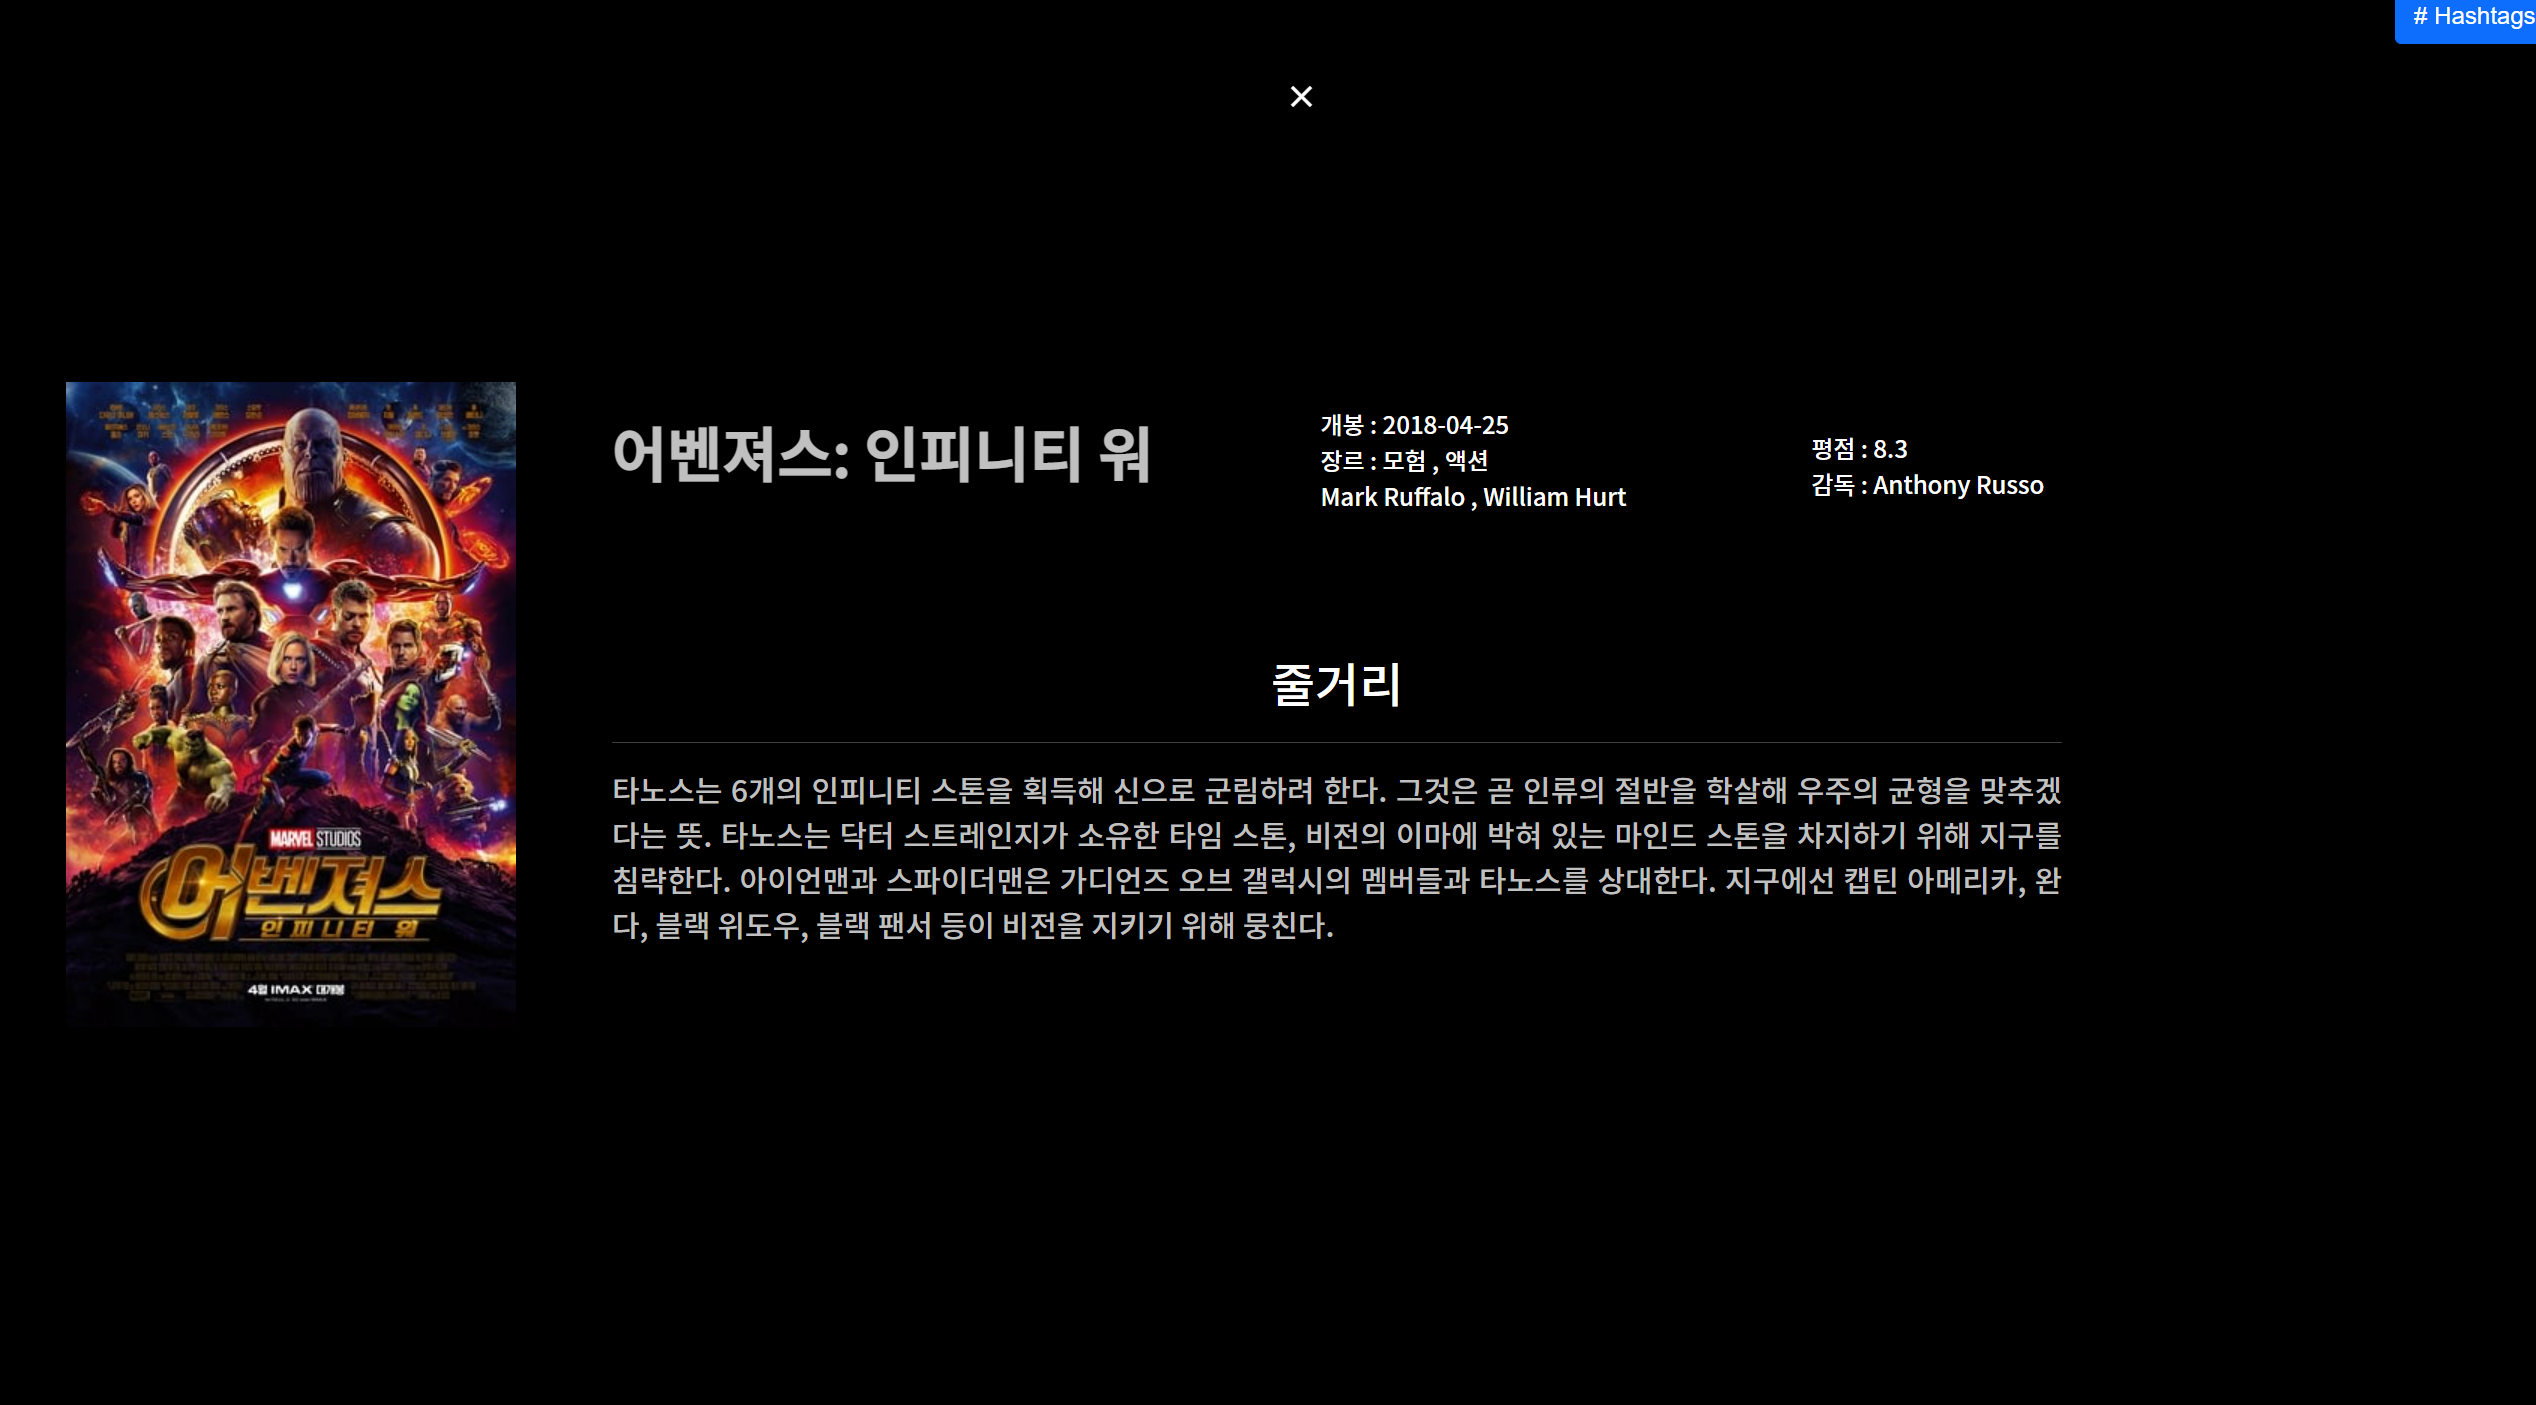 # Hashtags
×
어벤져스: 인피니티 워
개봉 : 2018-04-25
장르 : 모험 , 액션
Mark Ruffalo , William Hurt
평점 : 8.3
감독 : Anthony Russo
줄거리
타노스는 6개의 인피니티 스톤을 획득해 신으로 군림하려 한다. 그것은 곧 인류의 절반을 학살해 우주의 균형을 맞추겠
다는 뜻. 타노스는 닥터 스트레인지가 소유한 타임 스톤, 비전의 이마에 박혀 있는 마인드 스톤을 차지하기 위해 지구를
침략한다. 아이언맨과 스파이더맨은 가디언즈 오브 갤럭시의 멤버들과 타노스를 상대한다. 지구에선 캡틴 아메리카, 완
다, 블랙 위도우, 블랙 팬서 등이 비전을 지키기 위해 뭉친다.
MARVEL STUDIOS
어벤져스
인피니티 워
4월 IMAX 대개봉